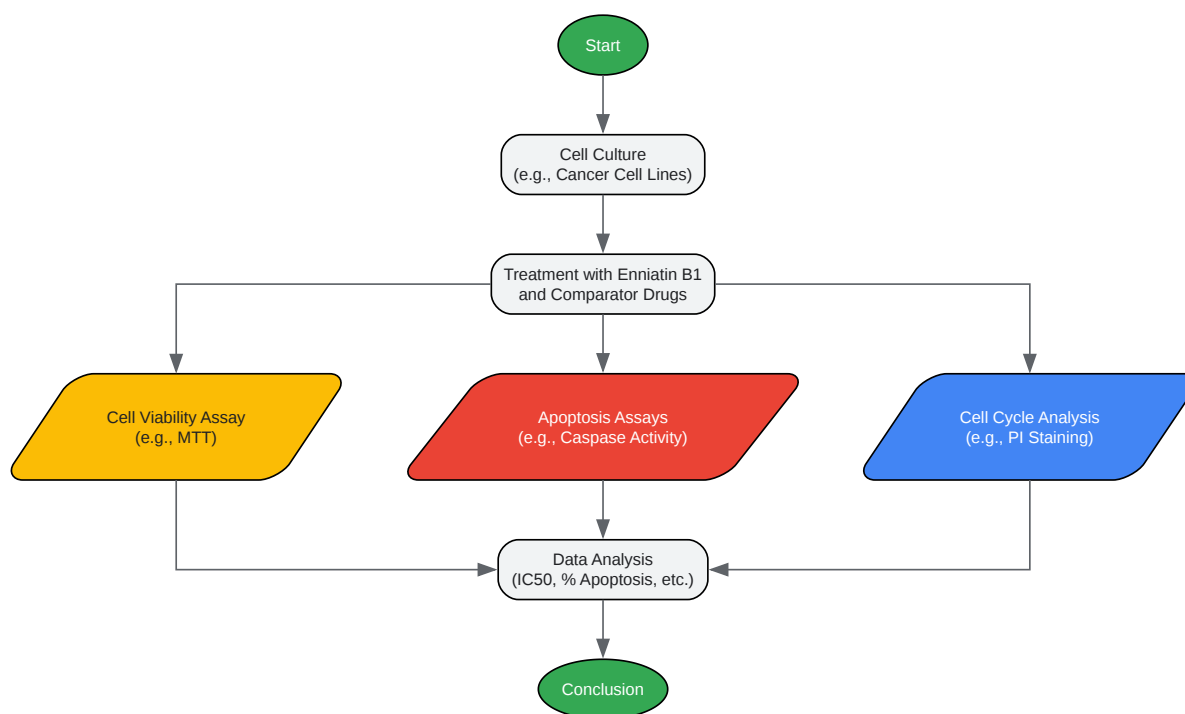 Start
Cell Culture
(e.g., Cancer Cell Lines)
Treatment with Enniatin B1
and Comparator Drugs
Cell Viability Assay
(e.g., MTT)
Apoptosis Assays
(e.g., Caspase Activity)
Cell Cycle Analysis
(e.g., PI Staining)
Data Analysis
(IC50, % Apoptosis, etc.)
Conclusion